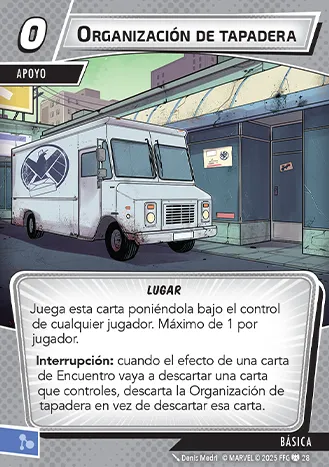 0
ORGANIZACIÓN DE TAPADERA
APOYO
LUGAR
Juega esta carta poniéndola bajo el control
de cualquier jugador. Máximo de 1 por
jugador.
Interrupción: cuando el efecto de una carta
de Encuentro vaya a descartar una carta
que controles, descarta la Organización de
tapadera en vez de descartar esa carta.
BÁSICA
Denis Medri © MARVEL © 2025 FFG 28